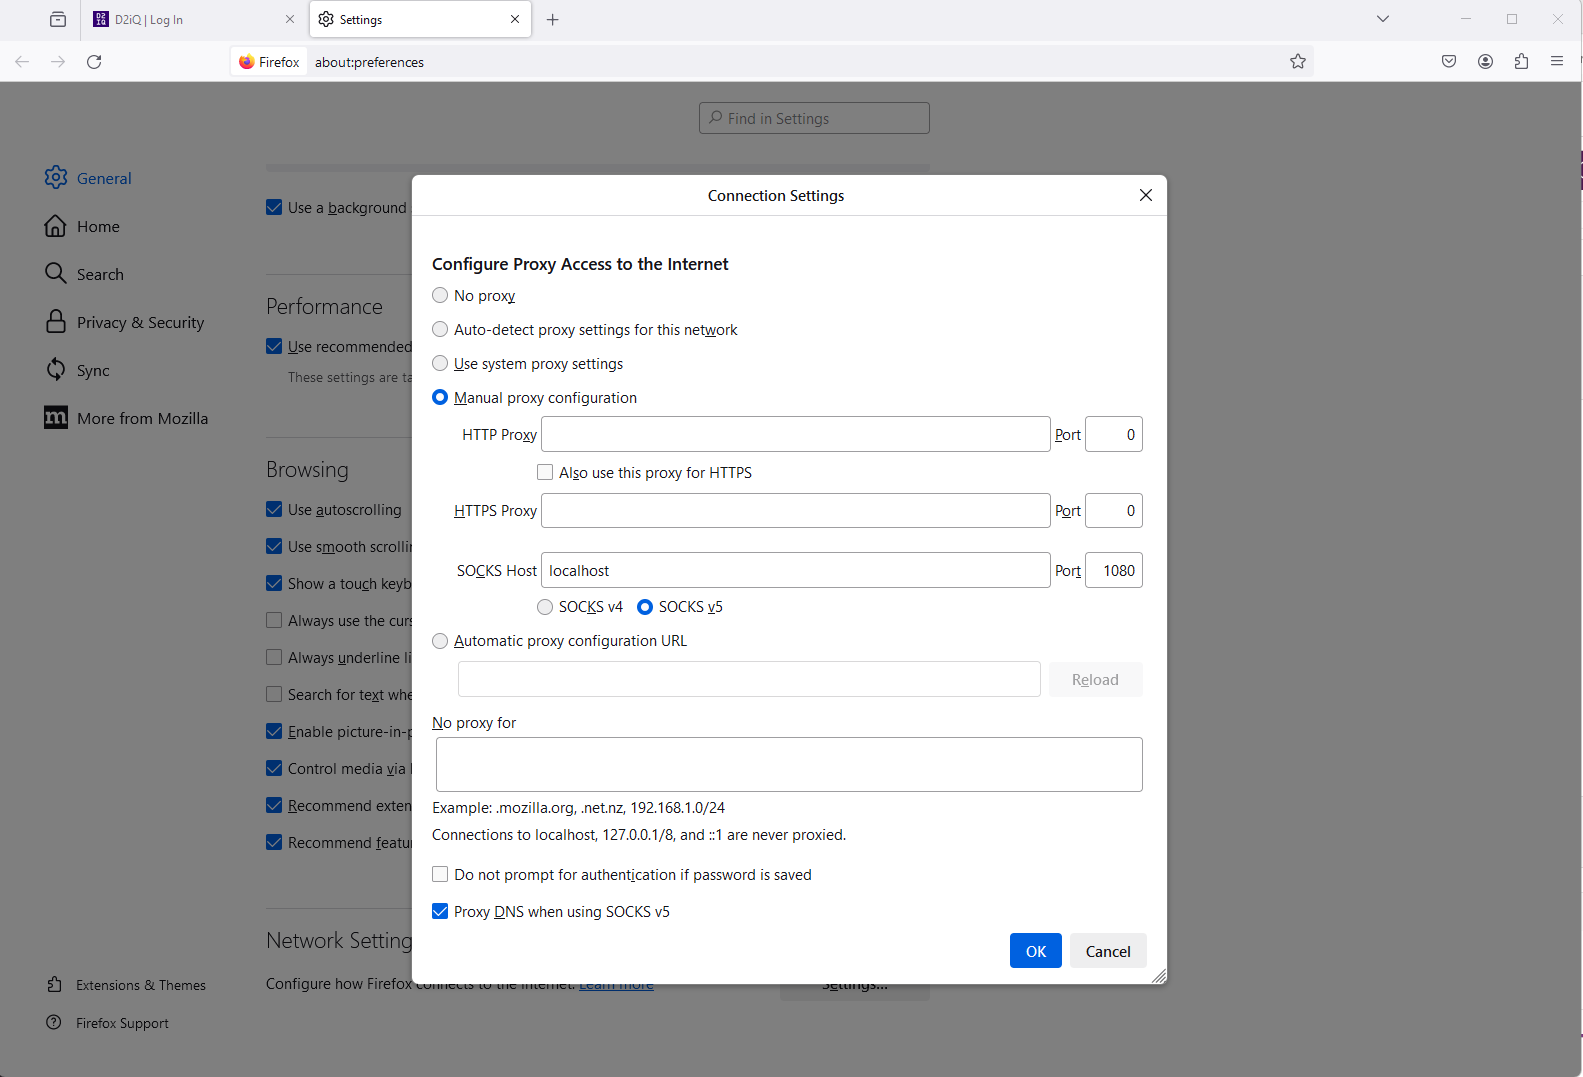 D2iQ | Log In
Settings
Firefox
about:preferences
Find in Settings
General
Home
Search
Privacy & Security
Sync
More from Mozilla
Extensions & Themes
Firefox Support
Use a background
Performance
Use recommended
These settings are ta
Browsing
Use autoscrolling
Use smooth scrollin
Show a touch keyb
Always use the curs
Always underline li
Search for text whe
Enable picture-in-p
Control media via
Recommend exten
Recommend featur
Network Setting
Configure how Firefox connects to the internet. Learn more
Settings...
Connection Settings
Configure Proxy Access to the Internet
No proxy
Auto-detect proxy settings for this network
Use system proxy settings
Manual proxy configuration
HTTP Proxy Port 0
Also use this proxy for HTTPS
HTTPS Proxy Port 0
SOCKS Host localhost Port 1080
SOCKS v4 SOCKS v5
Automatic proxy configuration URL
Reload
No proxy for
Example: .mozilla.org, .net.nz, 192.168.1.0/24
Connections to localhost, 127.0.0.1/8, and ::1 are never proxied.
Do not prompt for authentication if password is saved
Proxy DNS when using SOCKS v5
OK Cancel